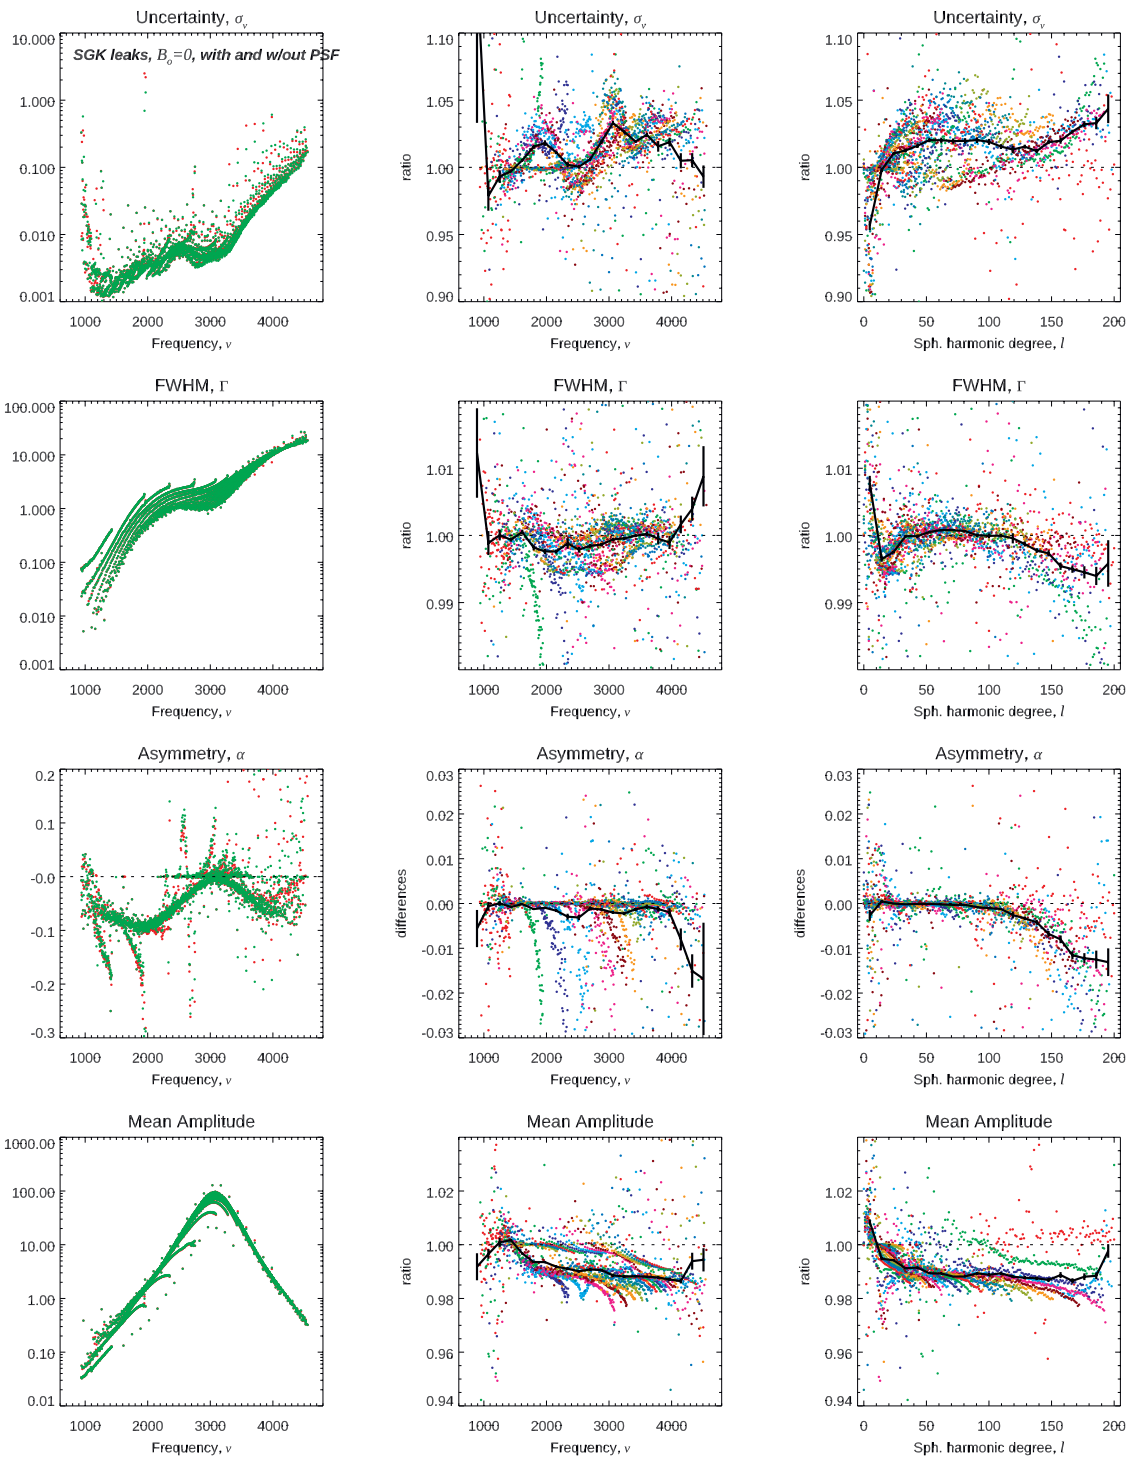 Uncertainty, σν
Uncertainty, σν
Uncertainty, σν
SGK leaks, Bo=0, with and w/out PSF
10.000
1.000
0.100
0.010
0.001
1000 2000 3000 4000
Frequency, ν
ratio
1.10
1.05
1.00
0.95
0.90
1000 2000 3000 4000
Frequency, ν
ratio
1.10
1.05
1.00
0.95
0.90
0 50 100 150 200
Sph. harmonic degree, l
FWHM, Γ
FWHM, Γ
FWHM, Γ
100.000
10.000
1.000
0.100
0.010
0.001
1000 2000 3000 4000
Frequency, ν
ratio
1.01
1.00
0.99
1000 2000 3000 4000
Frequency, ν
ratio
1.01
1.00
0.99
0 50 100 150 200
Sph. harmonic degree, l
Asymmetry, α
Asymmetry, α
Asymmetry, α
0.2
0.1
-0.0
-0.1
-0.2
-0.3
1000 2000 3000 4000
Frequency, ν
differences
0.03
0.02
0.01
0.00
-0.01
-0.02
-0.03
1000 2000 3000 4000
Frequency, ν
differences
0.03
0.02
0.01
0.00
-0.01
-0.02
-0.03
0 50 100 150 200
Sph. harmonic degree, l
Mean Amplitude
Mean Amplitude
Mean Amplitude
1000.00
100.00
10.00
1.00
0.10
0.01
1000 2000 3000 4000
Frequency, ν
ratio
1.02
1.00
0.98
0.96
0.94
1000 2000 3000 4000
Frequency, ν
ratio
1.02
1.00
0.98
0.96
0.94
0 50 100 150 200
Sph. harmonic degree, l